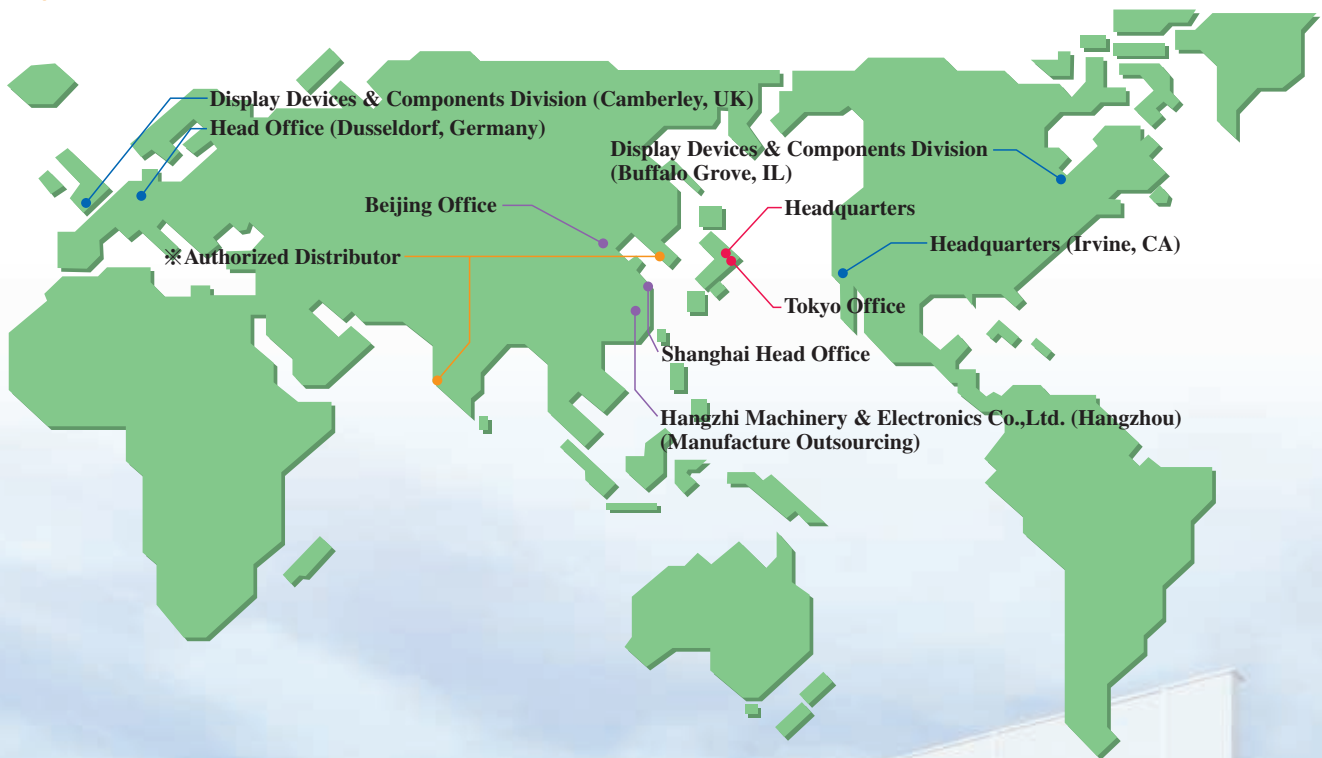 Display Devices & Components Division (Camberley, UK)
Head Office (Dusseldorf, Germany)
Display Devices & Components Division
(Buffalo Grove, IL)
Beijing Office
Headquarters
Headquarters (Irvine, CA)
※Authorized Distributor
Tokyo Office
Shanghai Head Office
Hangzhi Machinery & Electronics Co.,Ltd. (Hangzhou)
(Manufacture Outsourcing)